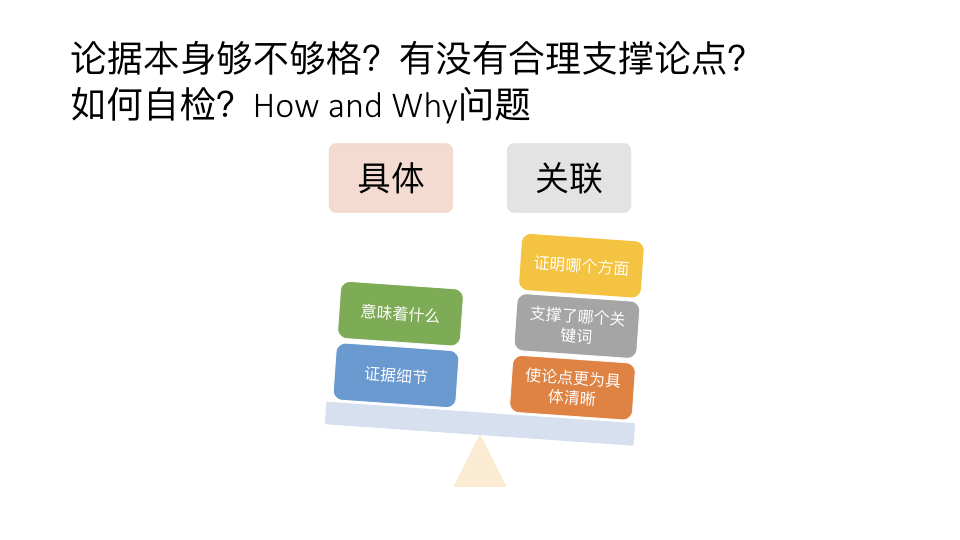 论据本身够不够格？有没有合理支撑论点？
如何自检？How and Why问题
具体
关联
证明哪个方面
意味着什么
支撑了哪个关
键词
证据细节
使论点更为具
体清晰